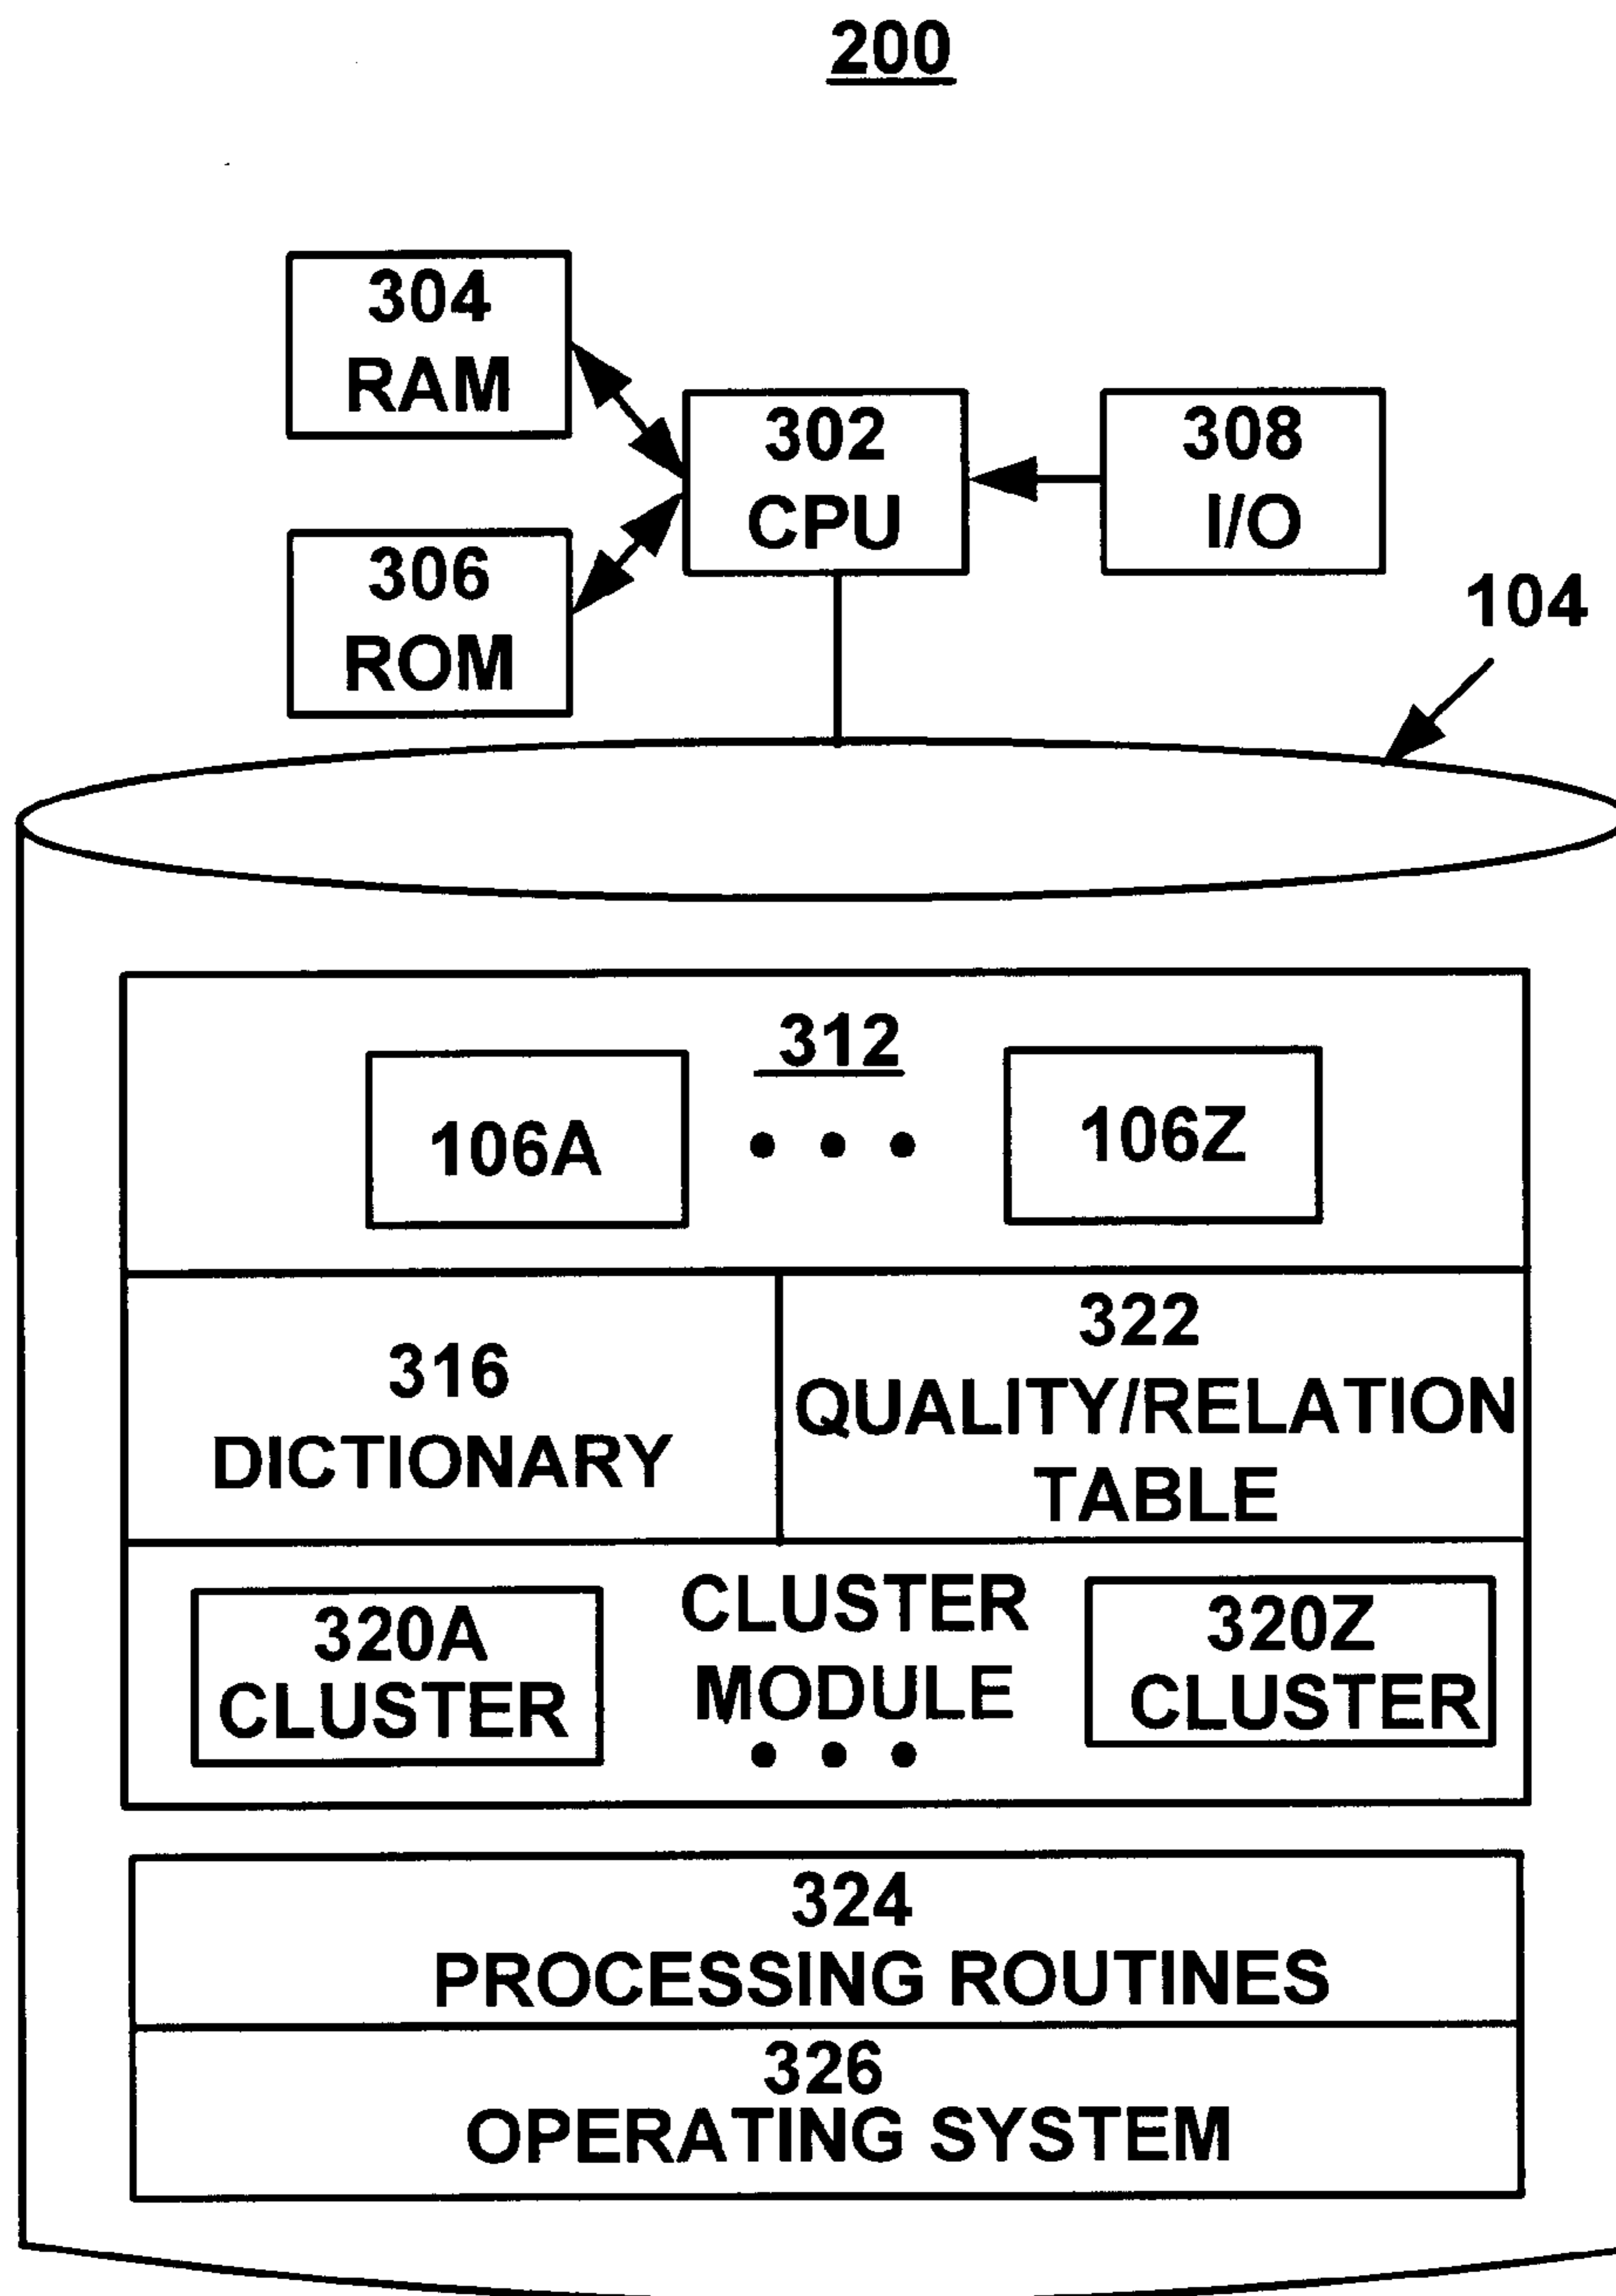 200
304
RAM
302
CPU
308
I/O
306
ROM
104
312
106A
106Z
316
DICTIONARY
322
QUALITY/RELATION
TABLE
320A
CLUSTER
CLUSTER
MODULE
320Z
CLUSTER
324
PROCESSING ROUTINES
326
OPERATING SYSTEM